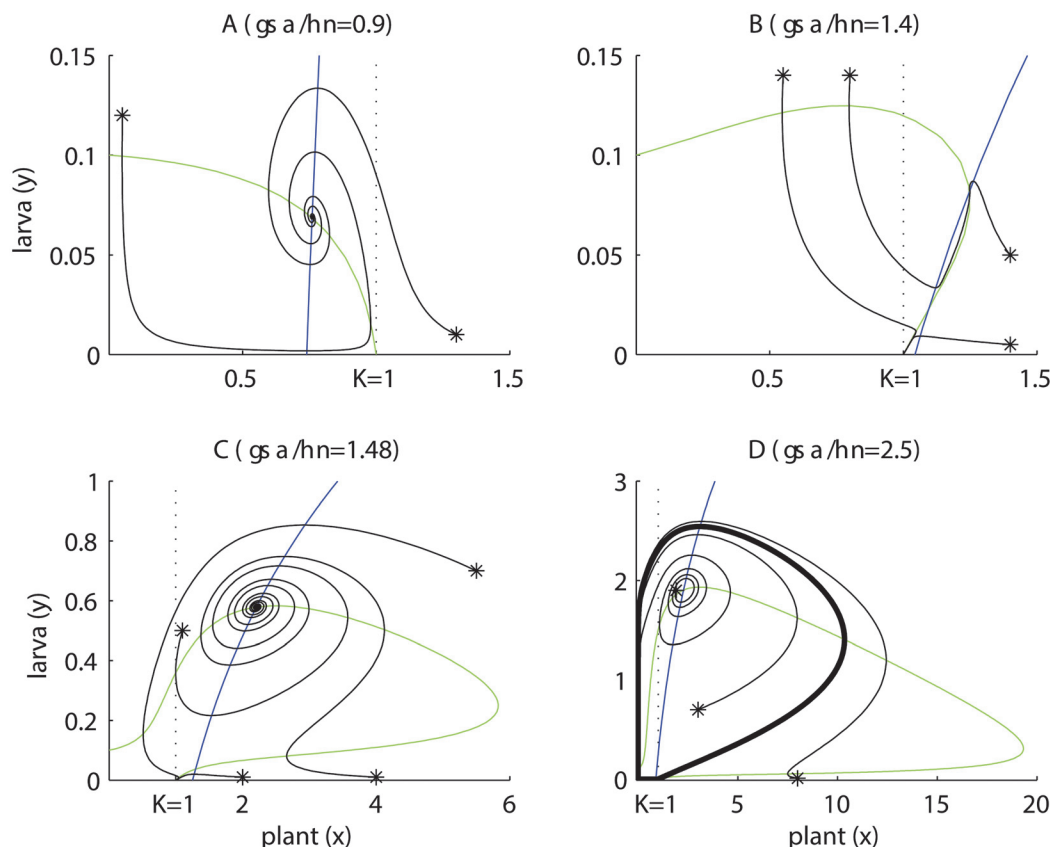 A ( gs a/hn=0.9)
0.15
0.1
0.05
0
larva (y)
0.5
K=1
1.5
B ( gs a/hn=1.4)
0.15
0.1
0.05
0
0.5
K=1
1.5
C ( gs a/hn=1.48)
1
0.8
0.6
0.4
0.2
0
larva (y)
K=1
2
4
6
plant (x)
D ( gs a/hn=2.5)
3
2
1
0
K=1
5
10
15
20
plant (x)